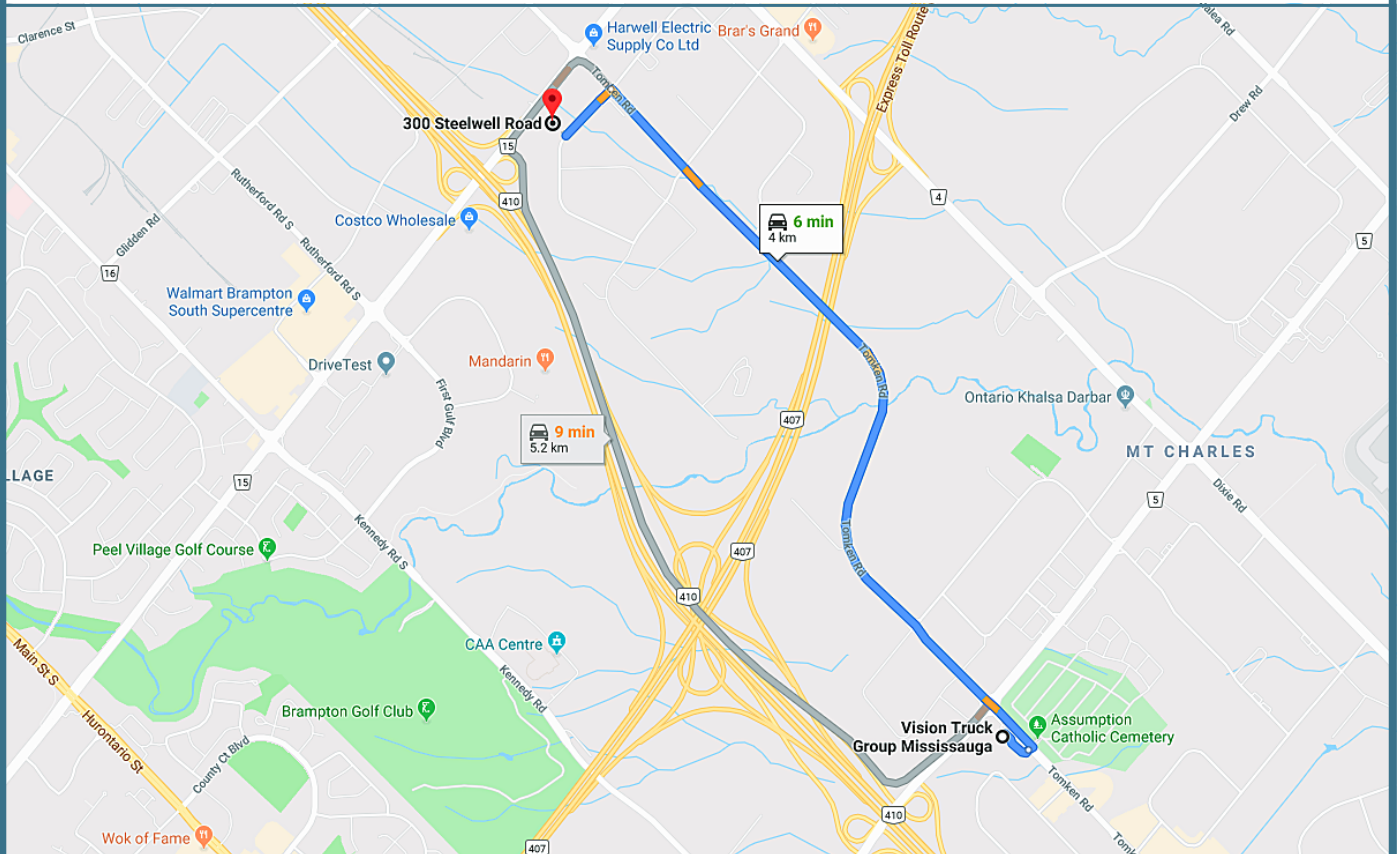 Clarence St
Harwell Electric
Supply Co Ltd
Brar's Grand
Express Toll Route
Tomken Rd
Drew Rd
300 Steelwell Road
15
Rutherford Rd S
410
4
Costco Wholesale
6 min
4 km
Glidden Rd
Rutherford Rd S
5
16
Walmart Brampton
South Supercentre
DriveTest
Mandarin
Tomken Rd
First Gulf Blvd
Ontario Khalsa Darbar
407
9 min
5.2 km
MT CHARLES
LLAGE
15
5
Dixie Rd
Kennedy Rd S
Peel Village Golf Course
407
Tomken Rd
410
CAA Centre
Main St S
Kennedy Rd
Brampton Golf Club
Hurontario St
Vision Truck
Group Mississauga
Assumption
Catholic Cemetery
County Ct Blvd
Tomken Rd
410
Wok of Fame
407